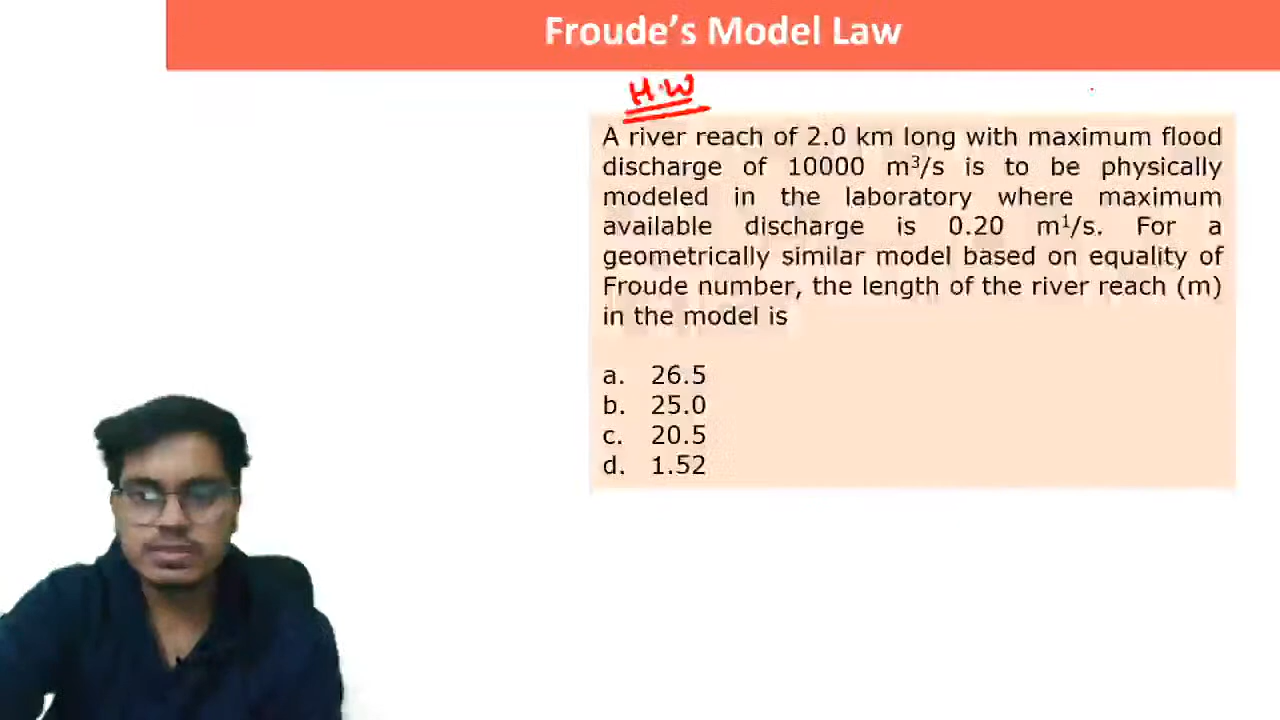 Froude's Model Law
H.W
A river reach of 2.0 km long with maximum flood
discharge of 10000 m³/s is to be physically
modeled in the laboratory where maximum
available discharge is 0.20 m¹/s. For a
geometrically similar model based on equality of
Froude number, the length of the river reach (m)
in the model is
a. 26.5
b. 25.0
c. 20.5
d. 1.52